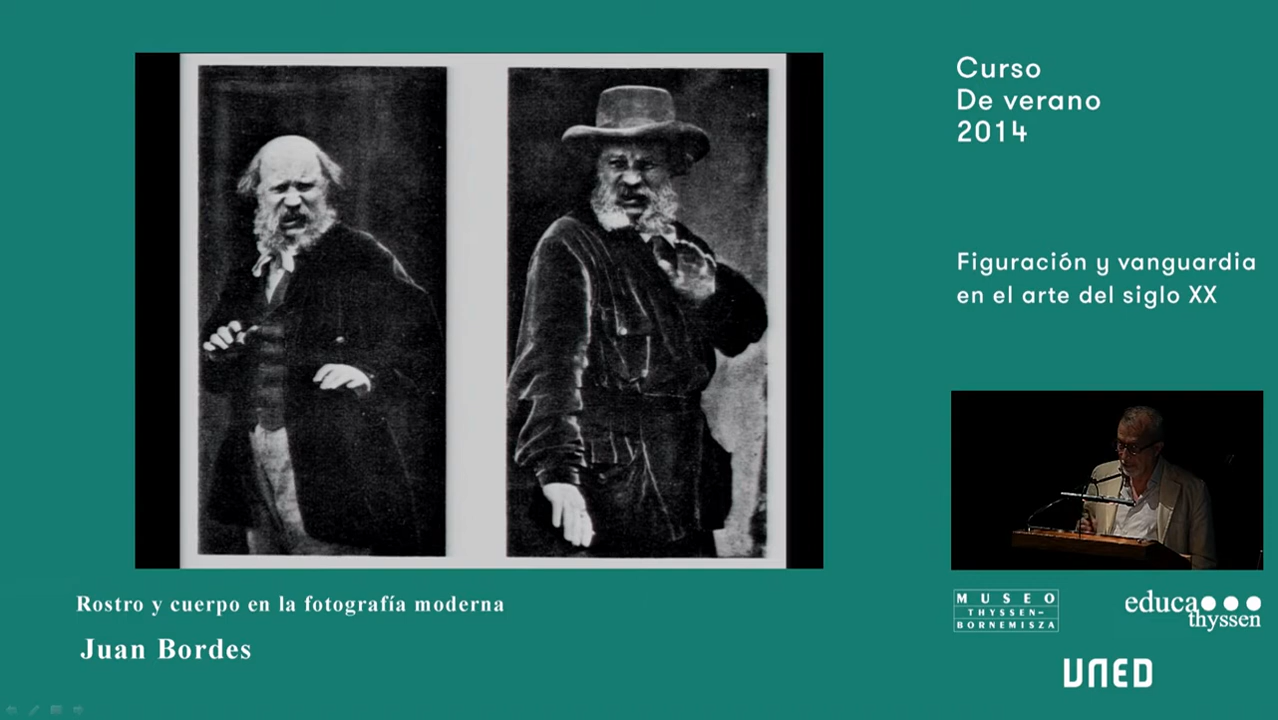 Curso
De verano
2014
Figuración y vanguardia
en el arte del siglo XX
Rostro y cuerpo en la fotografía moderna
Juan Bordes
MUSEO
THYSSEN-
BORNEMISZA
educa
thyssen
UNED